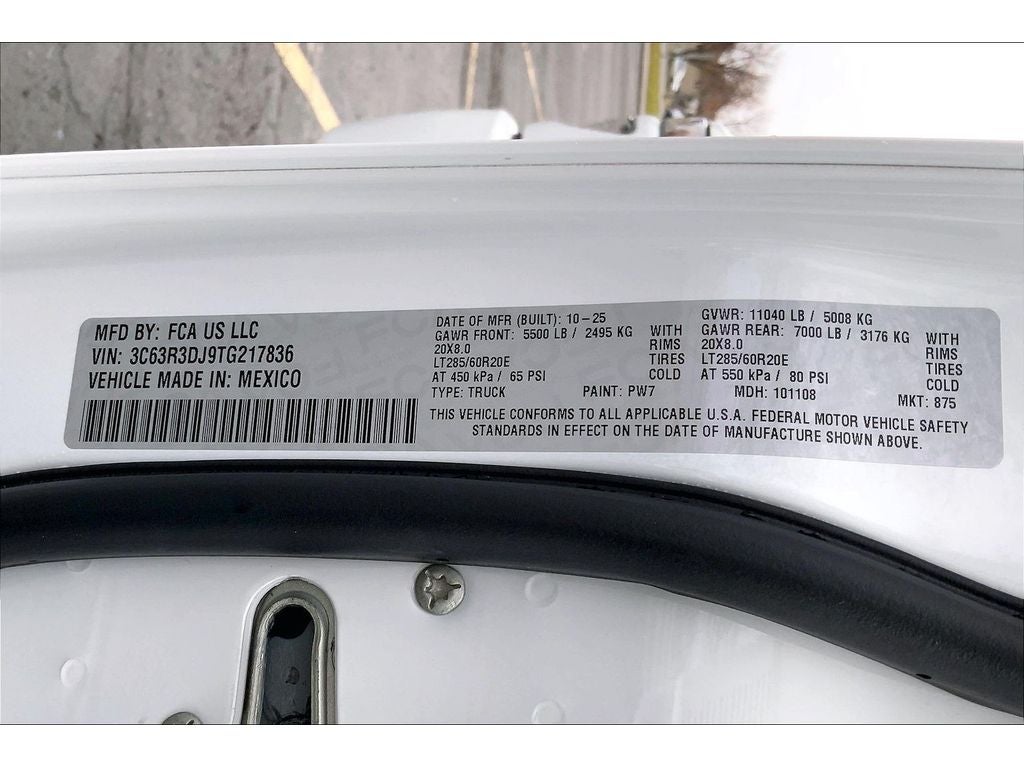 MFD BY: FCA US LLC
VIN: 3C63R3DJ9TG217836
VEHICLE MADE IN: MEXICO
DATE OF MFR (BUILT): 10-25
GAWR FRONT: 5500 LB / 2495 KG WITH
20X8.0 RIMS
LT285/60R20E TIRES
AT 450 kPa / 65 PSI COLD
TYPE: TRUCK PAINT: PW7
GVWR: 11040 LB / 5008 KG
GAWR REAR: 7000 LB / 3176 KG WITH
20X8.0 RIMS
LT285/60R20E TIRES
AT 550 kPa / 80 PSI COLD
MDH: 101108 MKT: 875
THIS VEHICLE CONFORMS TO ALL APPLICABLE U.S.A. FEDERAL MOTOR VEHICLE SAFETY
STANDARDS IN EFFECT ON THE DATE OF MANUFACTURE SHOWN ABOVE.